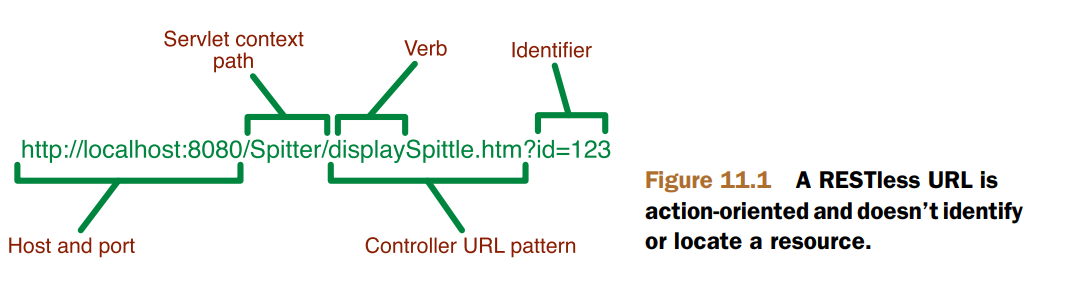 Servlet context
path
Verb
Identifier
http://localhost:8080/Spitter/displaySpittle.htm?id=123
Host and port
Controller URL pattern
Figure 11.1 A RESTless URL is
action-oriented and doesn't identify
or locate a resource.